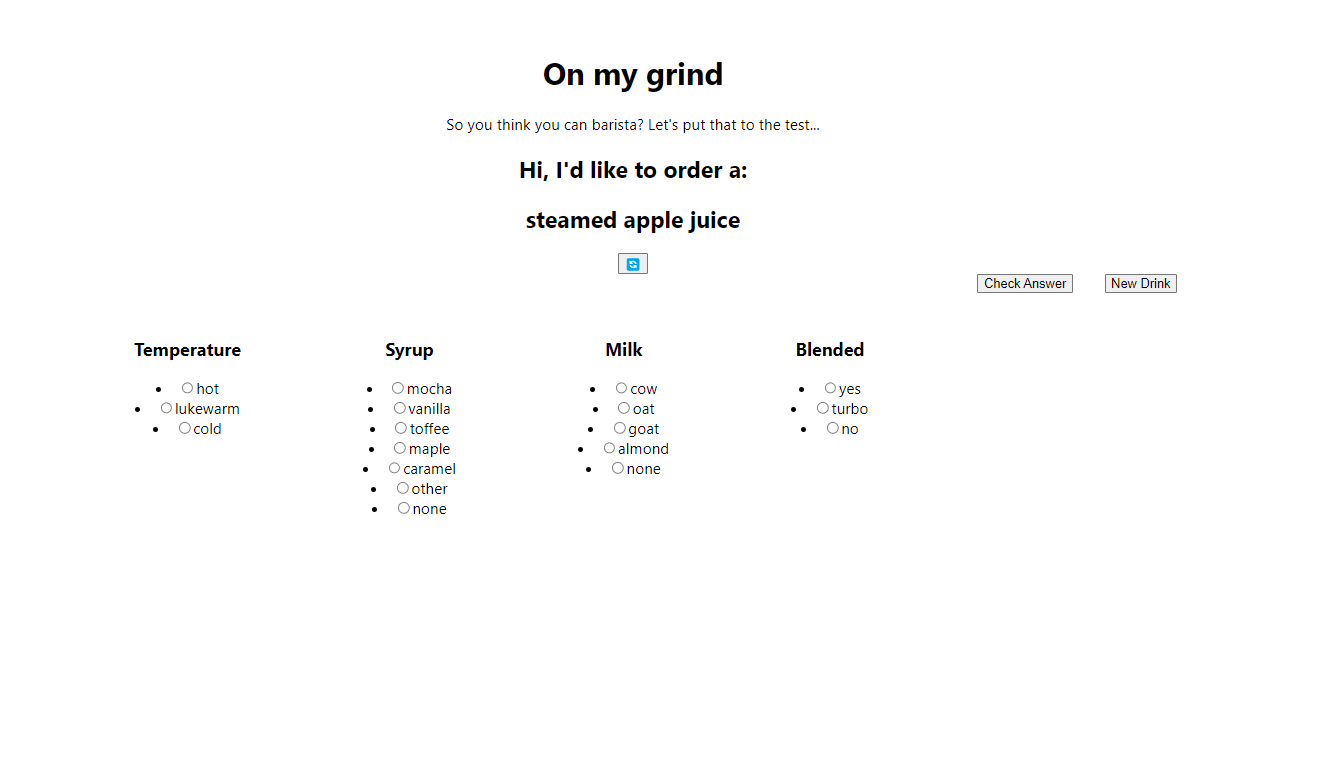 On my grind
So you think you can barista? Let's put that to the test...
Hi, I'd like to order a:
steamed apple juice
Check Answer
New Drink
Temperature
hot
lukewarm
cold
Syrup
mocha
vanilla
toffee
maple
caramel
other
none
Milk
cow
oat
goat
almond
none
Blended
yes
turbo
no